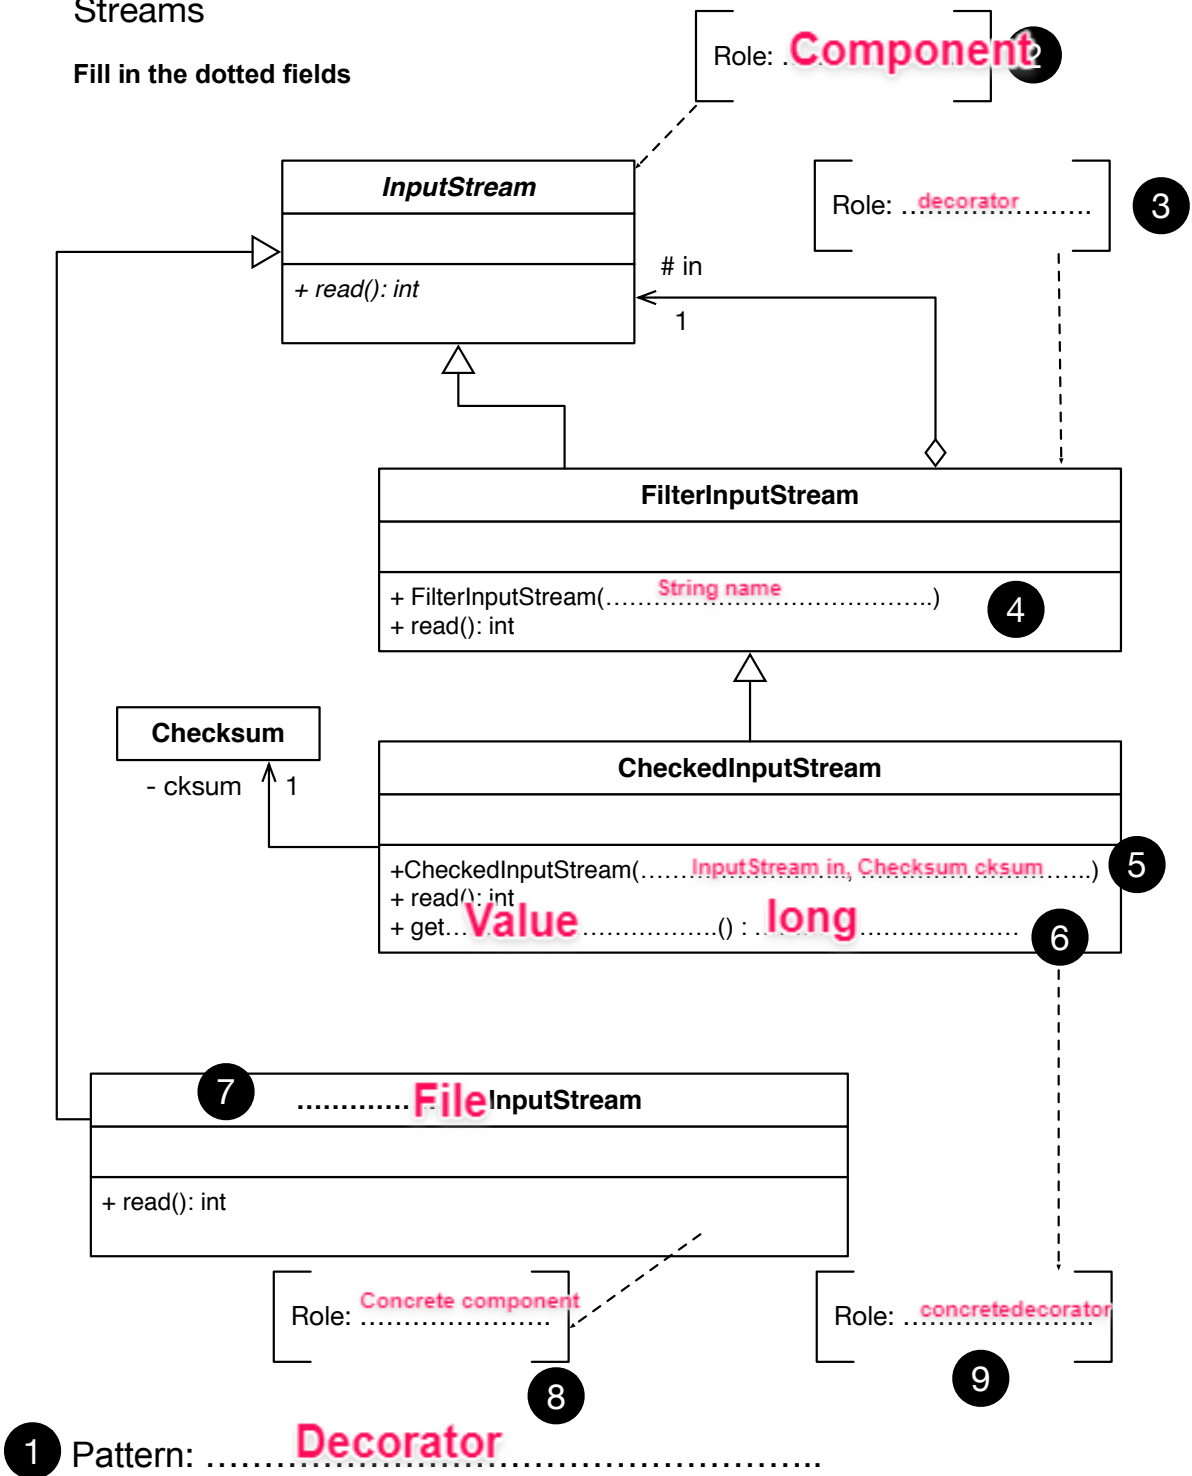 Streams
Fill in the dotted fields
Role: .Component
2
InputStream
+ read(): int
Role: ...decorator.....................
3
# in
1
FilterInputStream
+ FilterInputStream(......String name..................................)
+ read(): int
4
Checksum
- cksum 1
CheckedInputStream
+CheckedInputStream(......InputStream in, Checksum cksum......)
+ read(): int
+ get...Value.................() : ...long....................
5
6
7
.............FileInputStream
+ read(): int
Role: Concrete component
8
Role: ...concretedecorator
9
1 Pattern: ........Decorator...........................